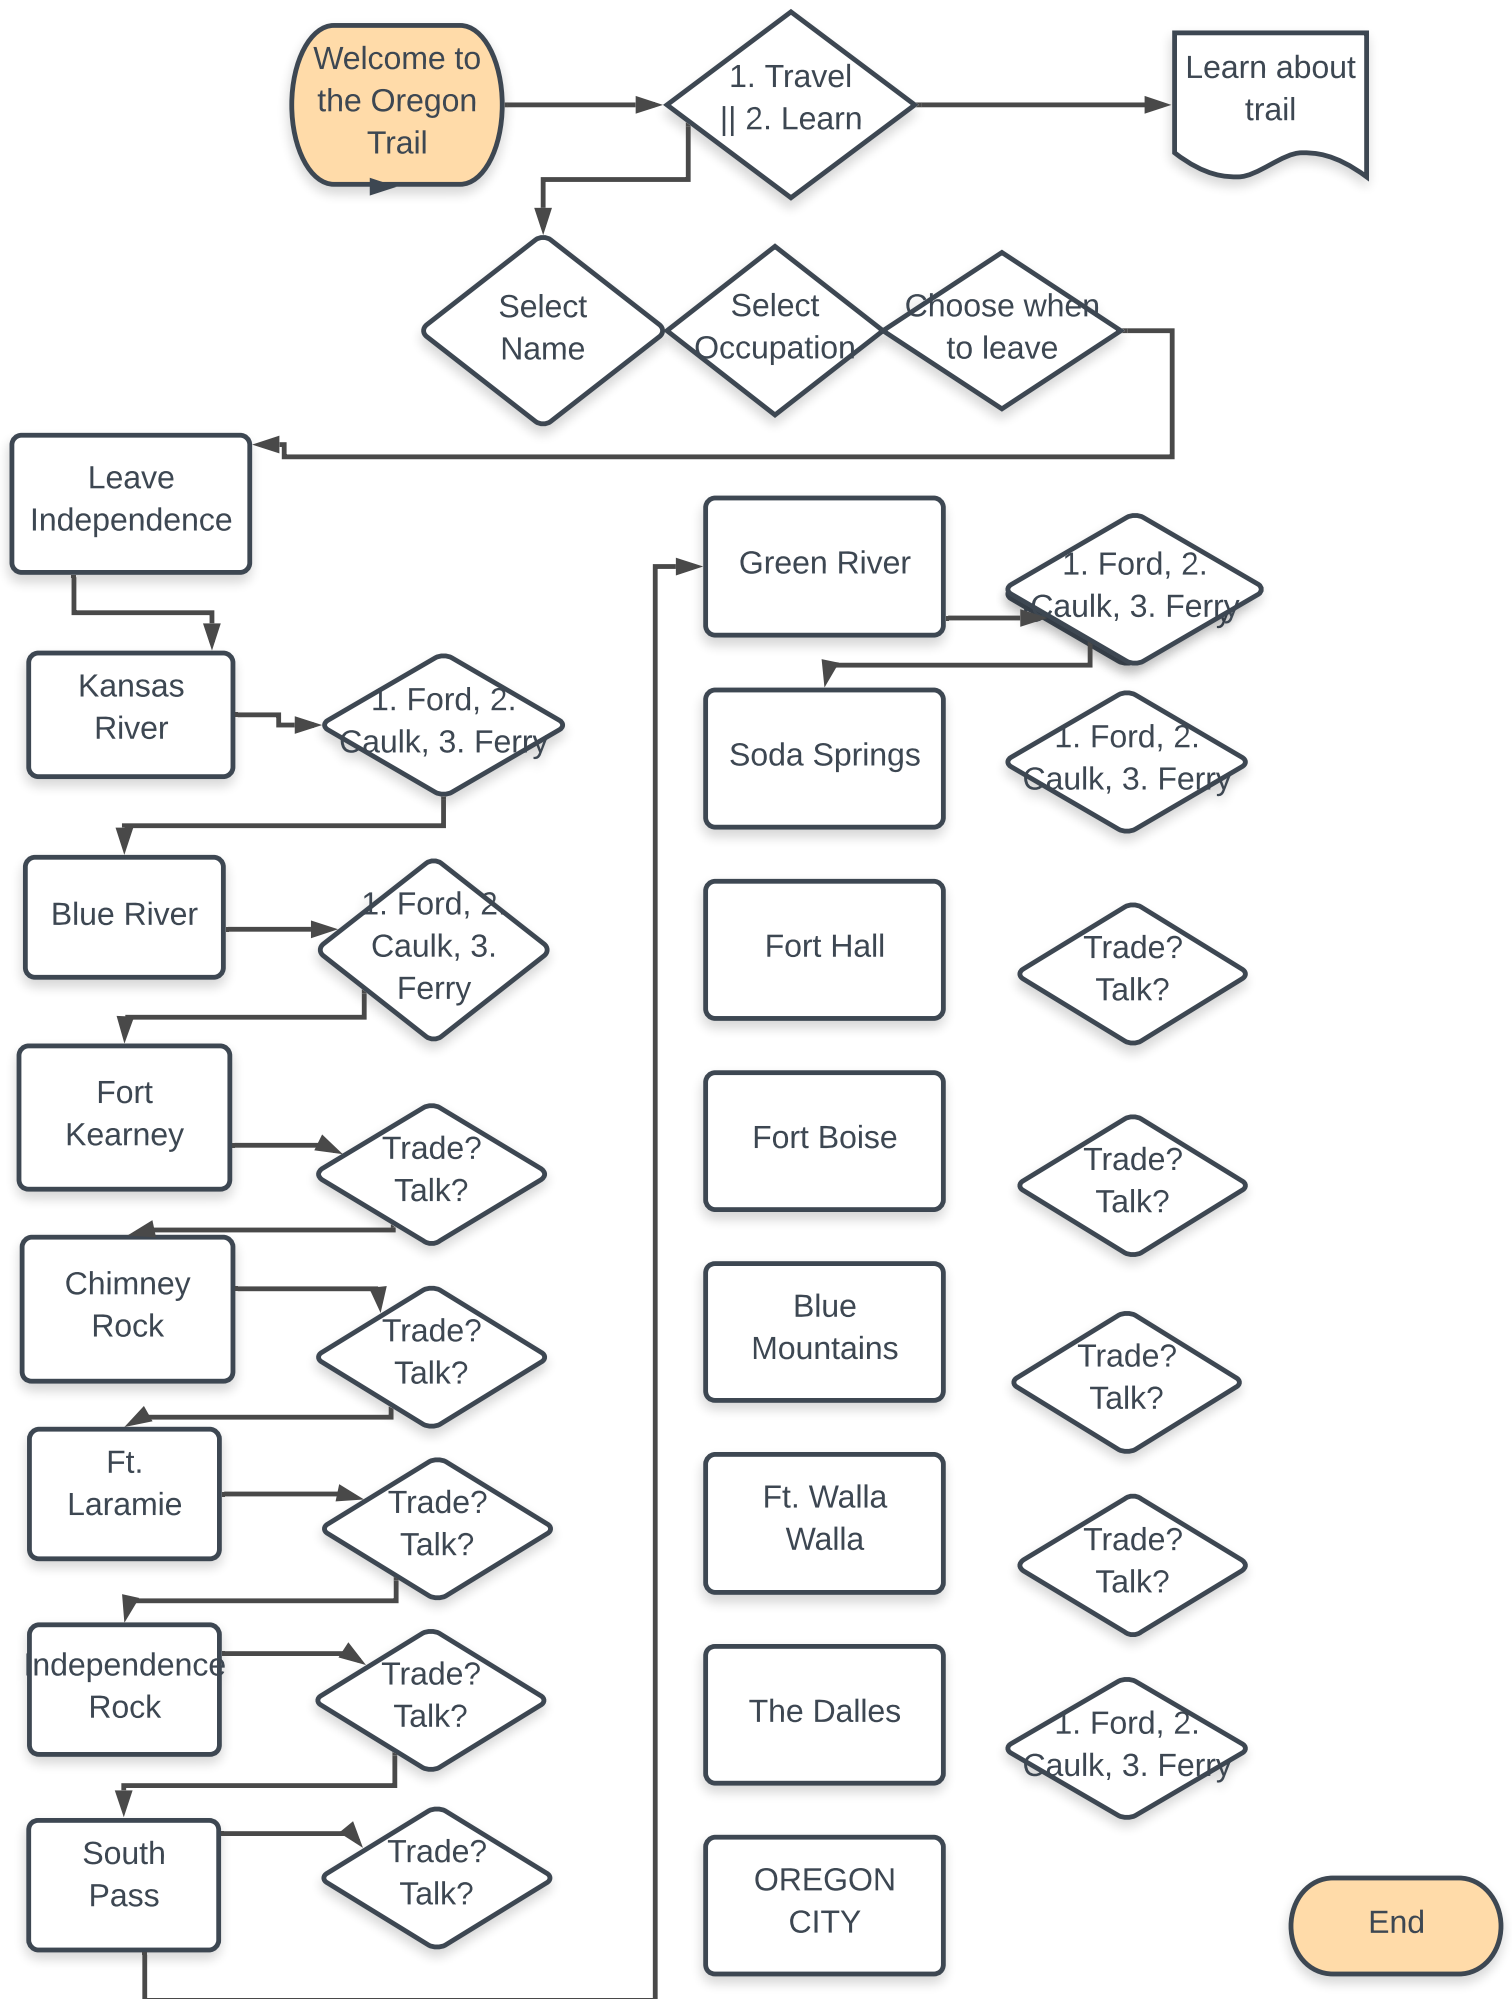 Welcome to
the Oregon
Trail
1. Travel
|| 2. Learn
Learn about
trail
Select
Name
Select
Occupation
Choose when
to leave
Leave
Independence
Kansas
River
1. Ford, 2.
Caulk, 3. Ferry
Blue River
1. Ford, 2.
Caulk, 3.
Ferry
Fort
Kearney
Trade?
Talk?
Chimney
Rock
Trade?
Talk?
Ft.
Laramie
Trade?
Talk?
Independence
Rock
Trade?
Talk?
South
Pass
Trade?
Talk?
Green River
1. Ford, 2.
Caulk, 3. Ferry
Soda Springs
1. Ford, 2.
Caulk, 3. Ferry
Fort Hall
Trade?
Talk?
Fort Boise
Trade?
Talk?
Blue
Mountains
Trade?
Talk?
Ft. Walla
Walla
Trade?
Talk?
The Dalles
1. Ford, 2.
Caulk, 3. Ferry
OREGON
CITY
End